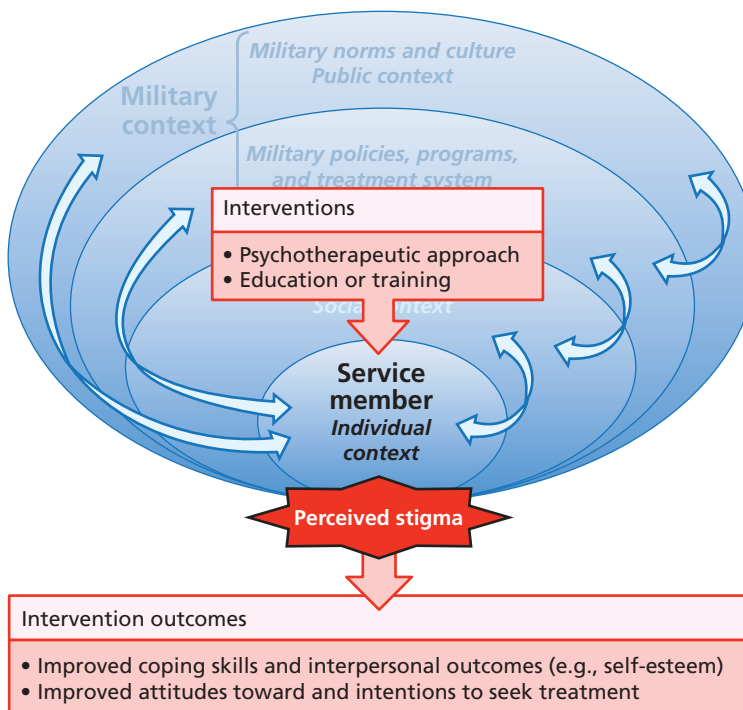 Military norms and culture
Public context
Military
context
Military policies, programs,
and treatment system
Interventions
• Psychotherapeutic approach
• Education or training
Social context
Service
member
Individual
context
Perceived stigma
Intervention outcomes
• Improved coping skills and interpersonal outcomes (e.g., self-esteem)
• Improved attitudes toward and intentions to seek treatment